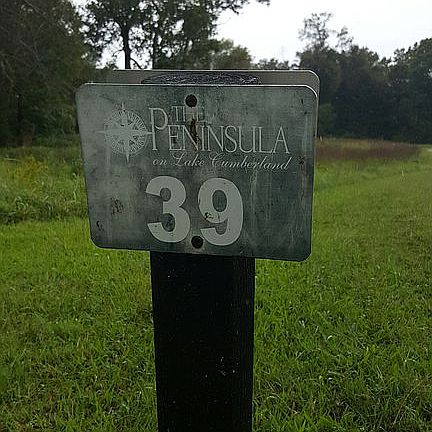 THE
PENINSULA
on Lake Cumberland
39